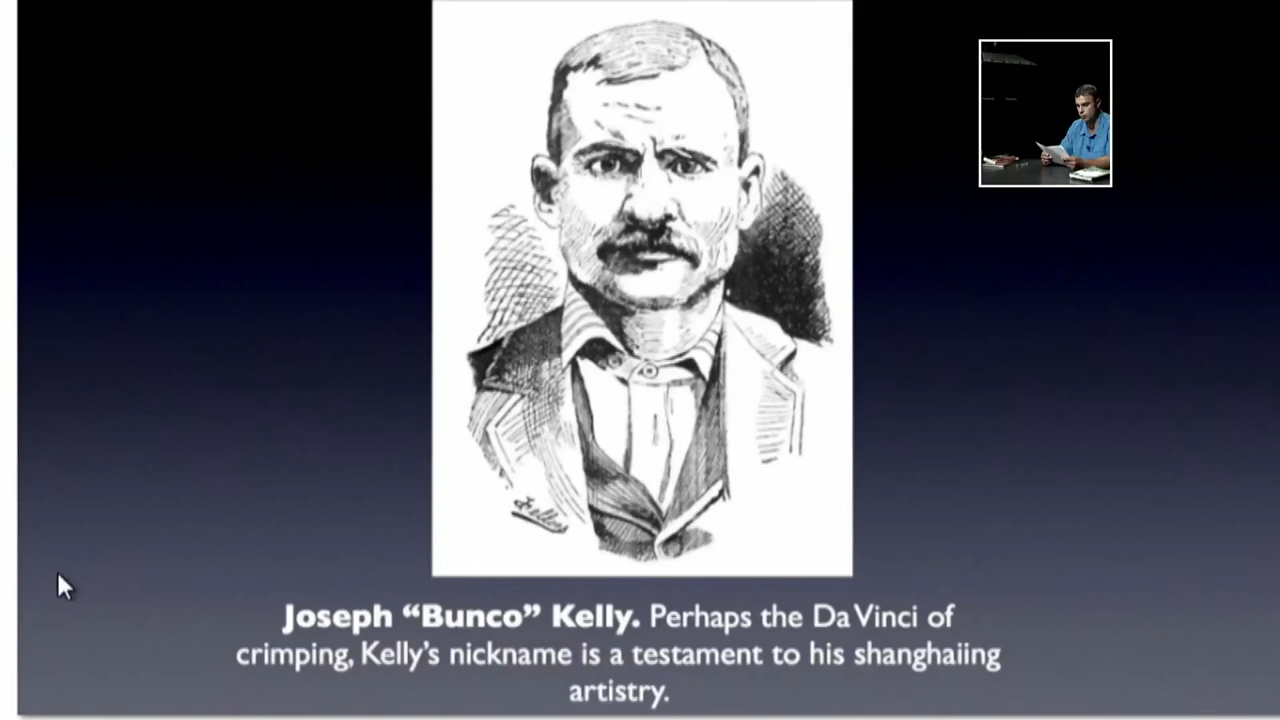 Joseph “Bunco” Kelly. Perhaps the Da Vinci of
crimping, Kelly’s nickname is a testament to his shanghaiing
artistry.